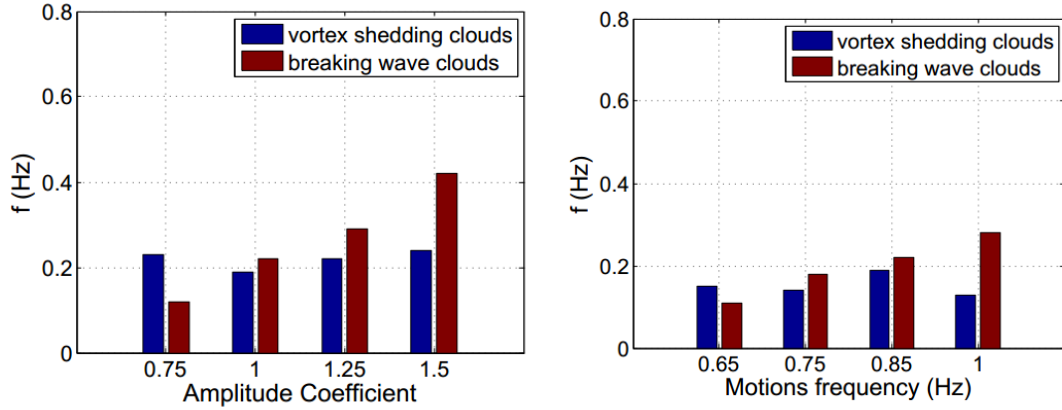 0.8
0.6
0.4
0.2
0
f (Hz)
vortex shedding clouds
breaking wave clouds
0.75 1 1.25 1.5
Amplitude Coefficient
0.8
0.6
0.4
0.2
0
f (Hz)
vortex shedding clouds
breaking wave clouds
0.65 0.75 0.85 1
Motions frequency (Hz)